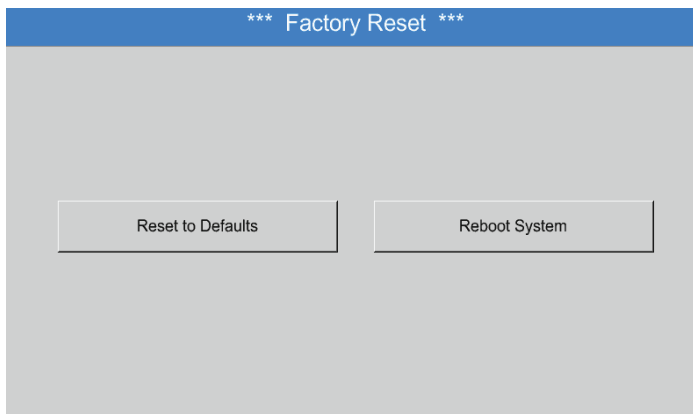 *** Factory Reset ***
Reset to Defaults
Reboot System